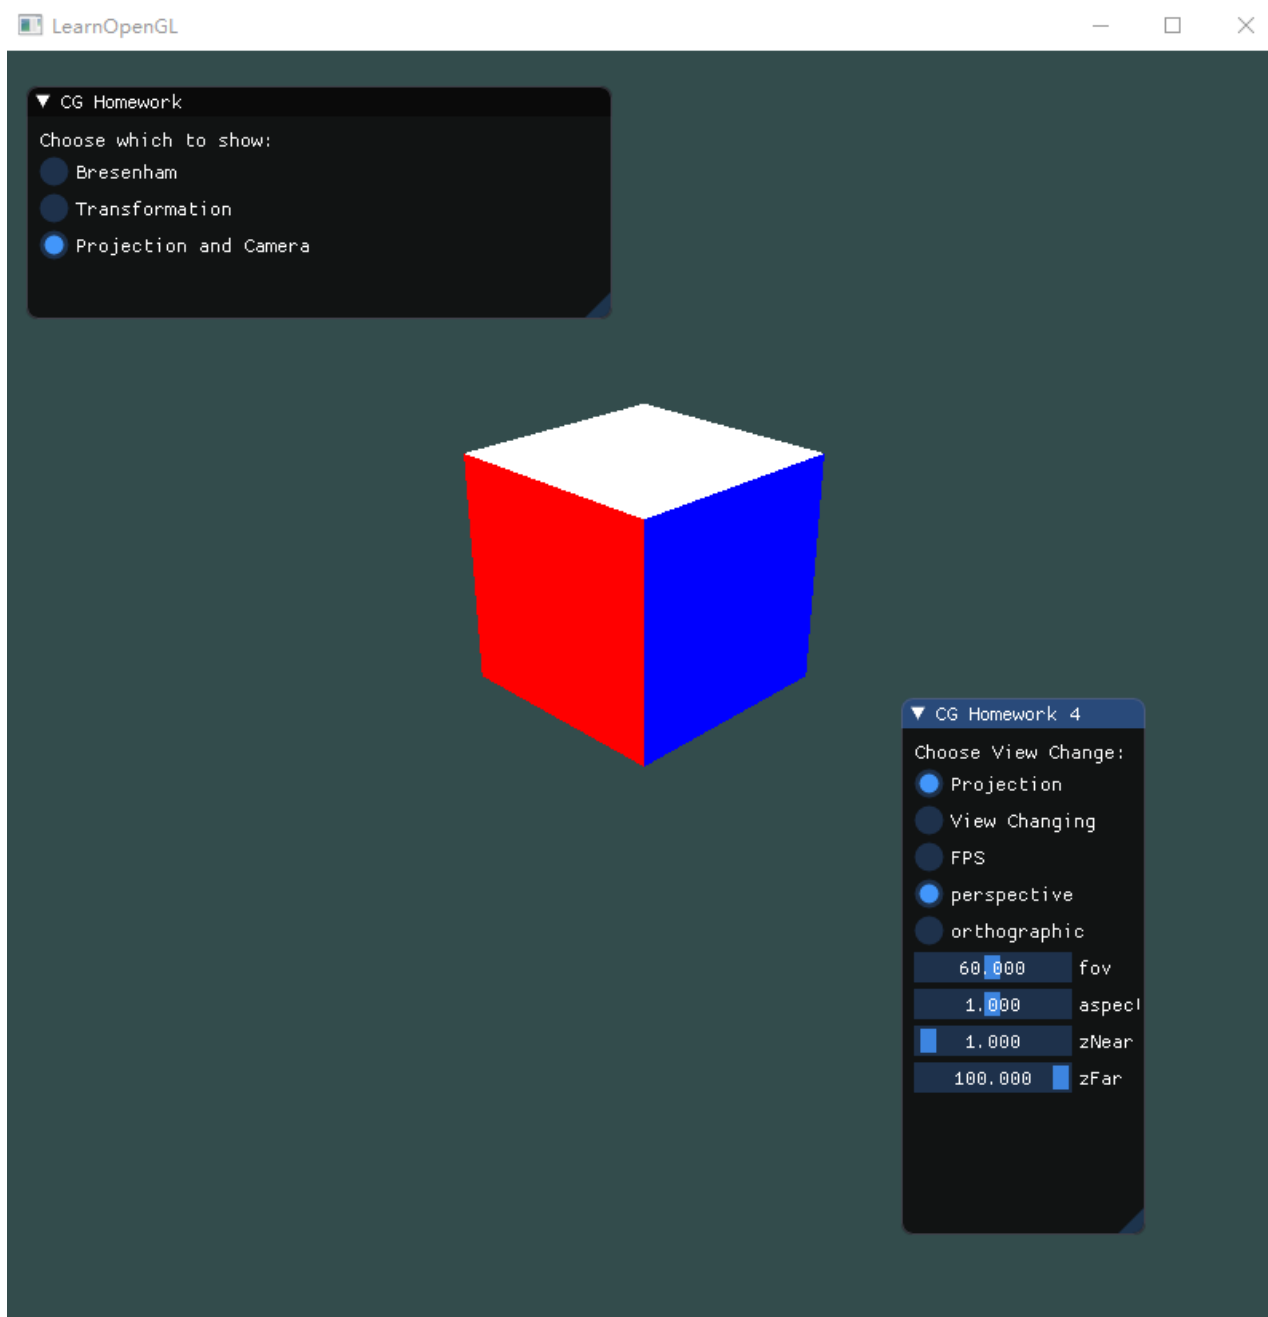 LearnOpenGL
CG Homework
Choose which to show:
Bresenham
Transformation
Projection and Camera
CG Homework 4
Choose View Change:
Projection
View Changing
FPS
perspective
orthographic
60.000 fov
1.000 aspect
1.000 zNear
100.000 zFar